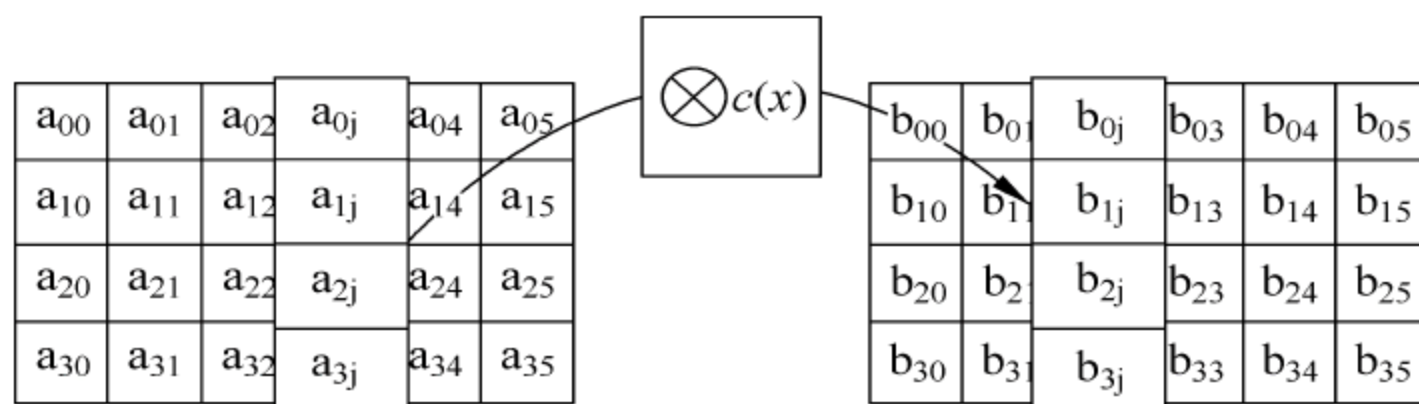 c(x)
a00 a01 a02 a0j a04 a05
a10 a11 a12 a1j a14 a15
a20 a21 a22 a2j a24 a25
a30 a31 a32 a3j a34 a35
b00 b01 b0j b03 b04 b05
b10 b11 b1j b13 b14 b15
b20 b21 b2j b23 b24 b25
b30 b31 b3j b33 b34 b35